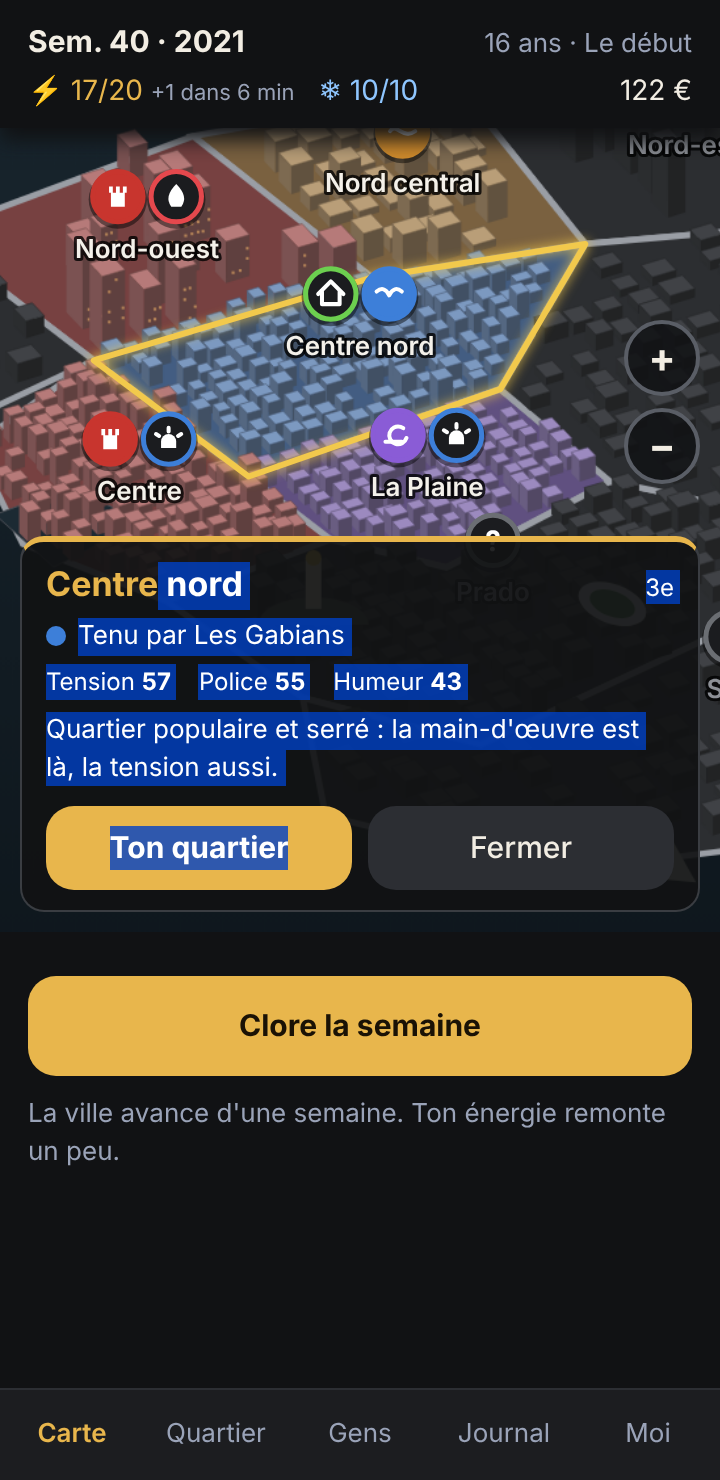 Sem. 40 · 2021
16 ans · Le début
⚡ 17/20 +1 dans 6 min ❄ 10/10
122 €
Nord-es
Nord central
Nord-ouest
Centre nord
+
−
Centre
La Plaine
?
Prado
S
Centre nord
3e
Tenu par Les Gabians
Tension 57 Police 55 Humeur 43
Quartier populaire et serré : la main-d'œuvre est
là, la tension aussi.
Ton quartier
Fermer
Clore la semaine
La ville avance d'une semaine. Ton énergie remonte
un peu.
Carte Quartier Gens Journal Moi